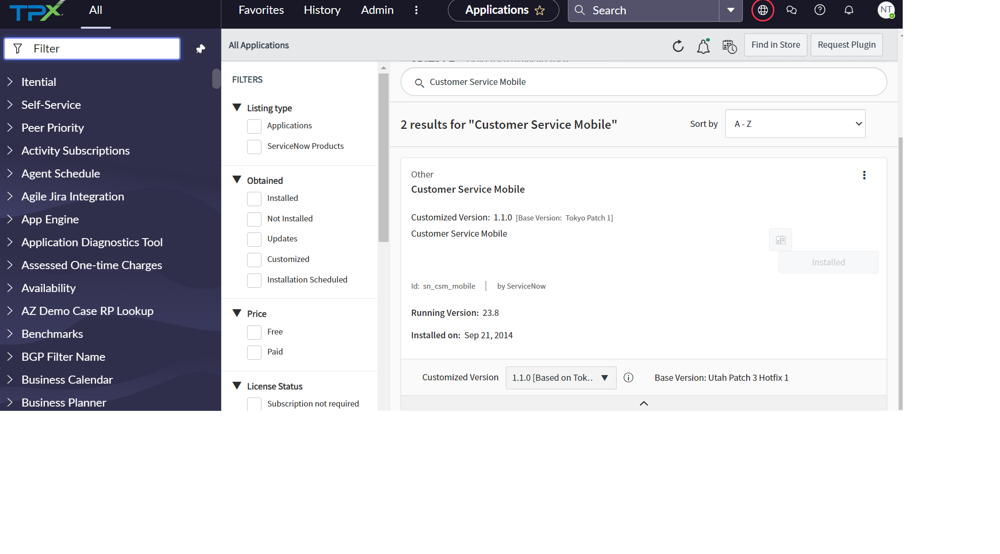 TPX
All
Favorites
History
Admin
Applications
Search
NT
Filter
Itential
Self-Service
Peer Priority
Activity Subscriptions
Agent Schedule
Agile Jira Integration
App Engine
Application Diagnostics Tool
Assessed One-time Charges
Availability
AZ Demo Case RP Lookup
Benchmarks
BGP Filter Name
Business Calendar
Business Planner
All Applications
Find in Store
Request Plugin
FILTERS
Listing type
Applications
ServiceNow Products
Obtained
Installed
Not Installed
Updates
Customized
Installation Scheduled
Price
Free
Paid
License Status
Subscription not required
Customer Service Mobile
2 results for "Customer Service Mobile"
Sort by
A - Z
Other
Customer Service Mobile
Customized Version: 1.1.0 [Base Version: Tokyo Patch 1]
Customer Service Mobile
Installed
Id: sn_csm_mobile
by ServiceNow
Running Version: 23.8
Installed on: Sep 21, 2014
Customized Version
1.1.0 [Based on Tok..
Base Version: Utah Patch 3 Hotfix 1